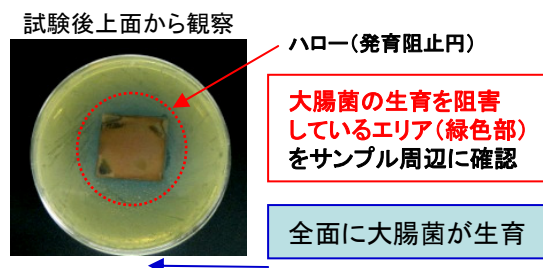 試験後上面から観察
ハロー（発育阻止円）
大腸菌の生育を阻害
しているエリア（緑色部）
をサンプル周辺に確認
全面に大腸菌が生育